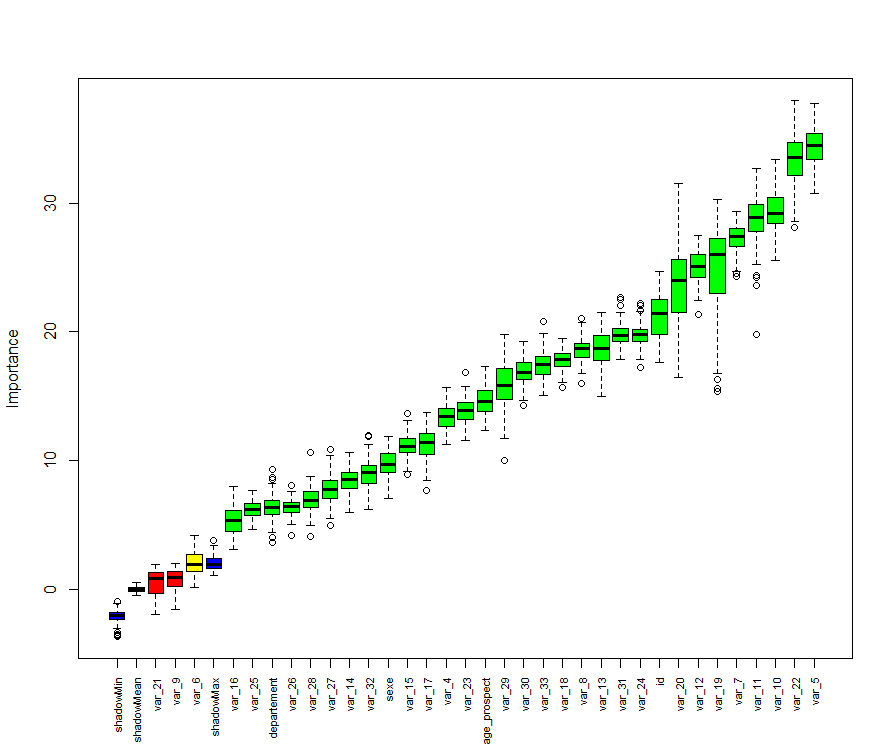 Importance
30
20
10
0
shadowMin
shadowMean
var_21
var_9
var_6
shadowMax
var_16
var_25
departement
var_26
var_28
var_27
var_14
var_32
sexe
var_15
var_17
var_4
var_23
age_prospect
var_29
var_30
var_33
var_18
var_8
var_13
var_31
var_24
id
var_20
var_12
var_19
var_7
var_11
var_10
var_22
var_5